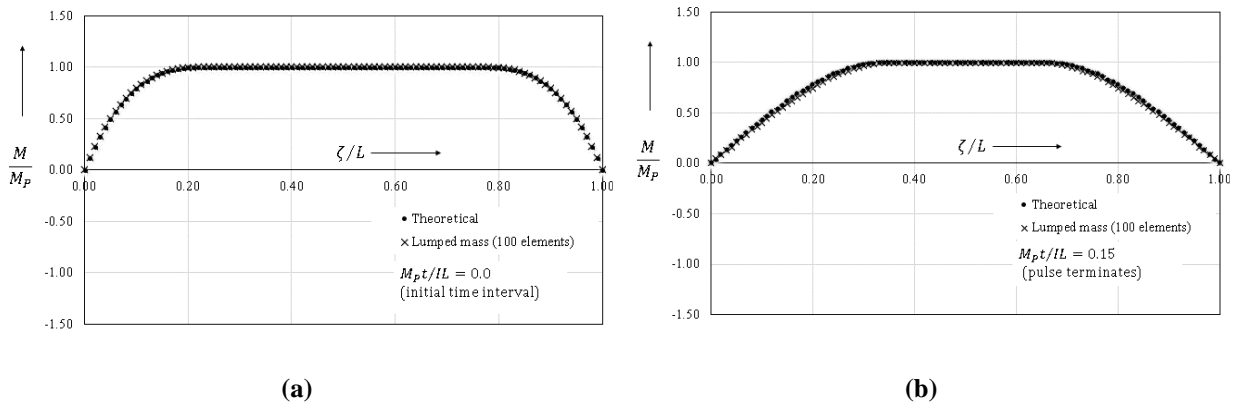 1.50
1.00
0.50
0.00
-0.50
-1.00
-1.50
M/M_P
ζ/L
0.00 0.20 0.40 0.60 0.80 1.00
• Theoretical
× Lumped mass (100 elements)
M_P t/IL = 0.0
(initial time interval)
(a)
1.50
1.00
0.50
0.00
-0.50
-1.00
-1.50
M/M_P
ζ/L
0.00 0.20 0.40 0.60 0.80 1.00
• Theoretical
× Lumped mass (100 elements)
M_P t/IL = 0.15
(pulse terminates)
(b)